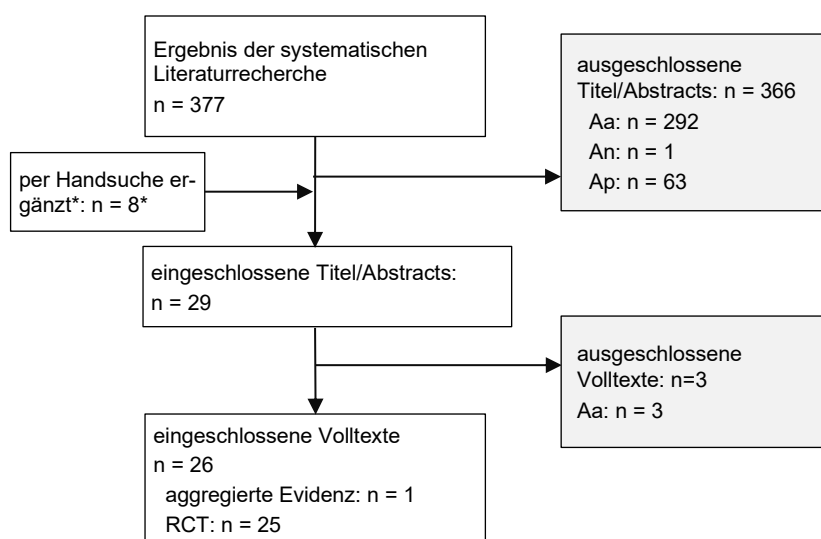 Ergebnis der systematischen
Literaturrecherche
n = 377
ausgeschlossene
Titel/Abstracts: n = 366
Aa: n = 292
An: n = 1
Ap: n = 63
per Handsuche er-
gänzt*: n = 8*
eingeschlossene Titel/Abstracts:
n = 29
ausgeschlossene
Volltexte: n=3
Aa: n = 3
eingeschlossene Volltexte
n = 26
aggregierte Evidenz: n = 1
RCT: n = 25